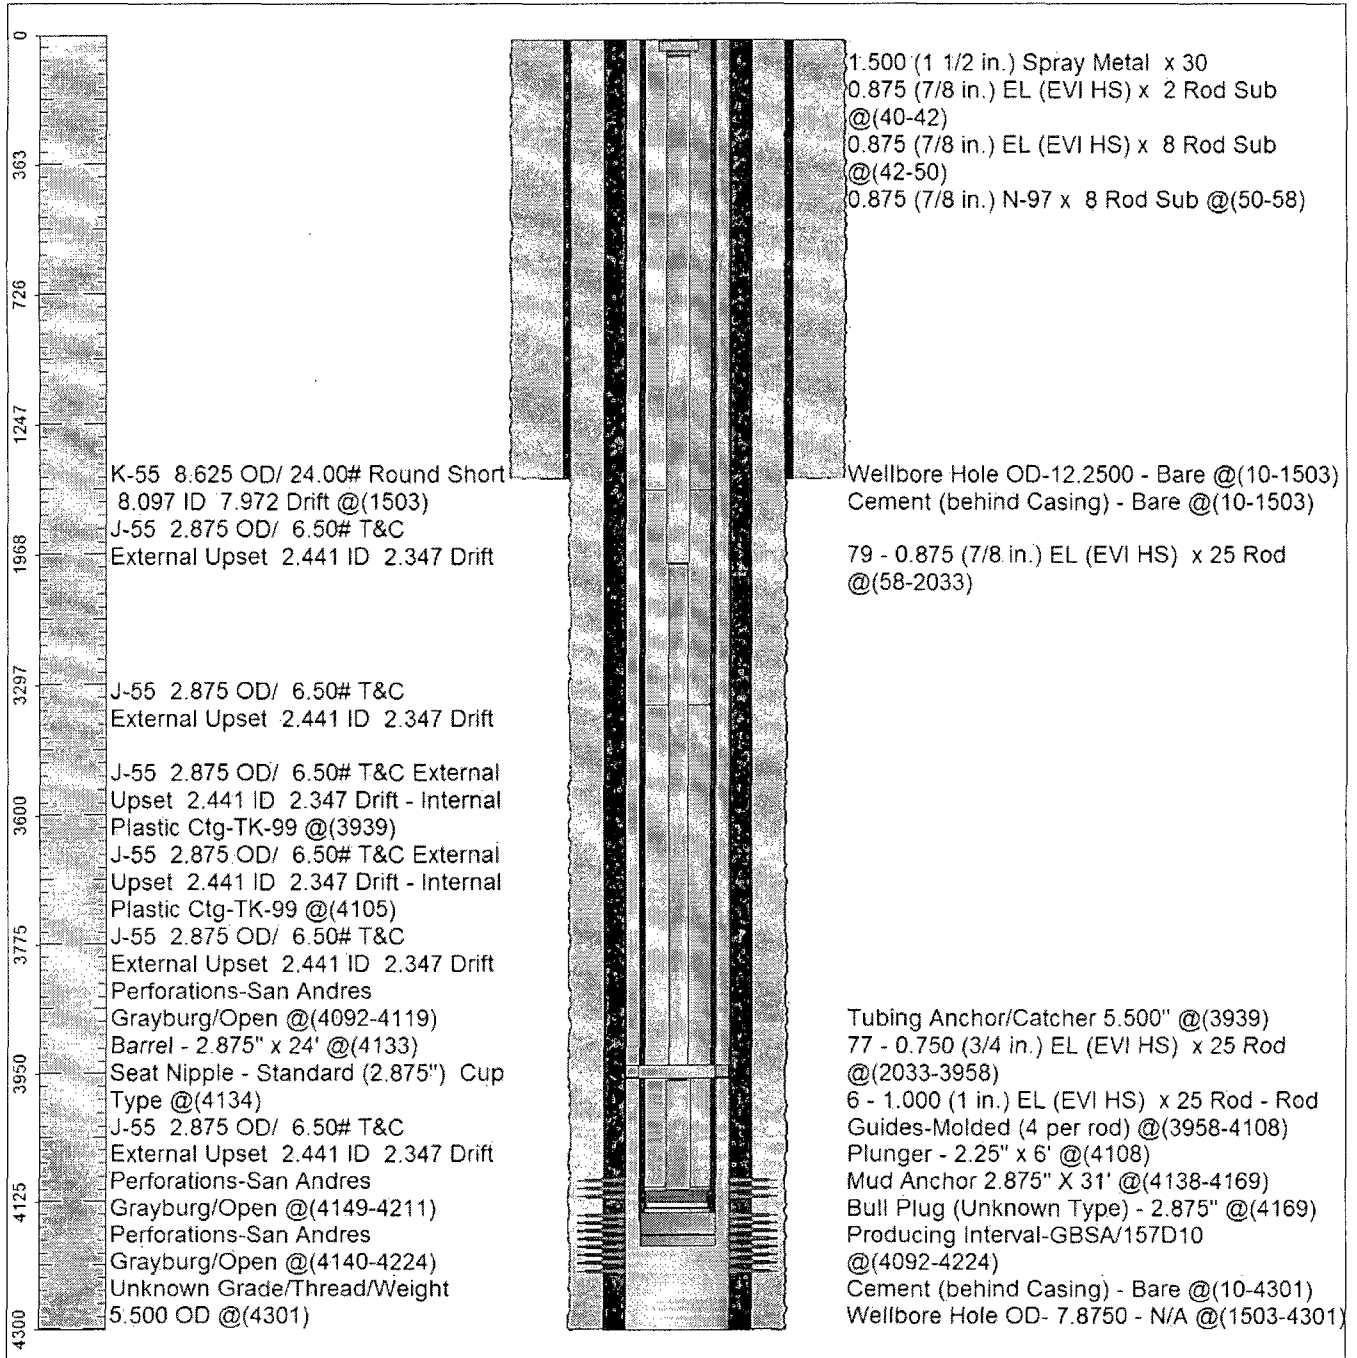 0
363
726
1247
1968
3297
3600
3775
3950
4125
4300
K-55 8.625 OD/ 24.00# Round Short
8.097 ID 7.972 Drift @(1503)
J-55 2.875 OD/ 6.50# T&C
External Upset 2.441 ID 2.347 Drift
J-55 2.875 OD/ 6.50# T&C
External Upset 2.441 ID 2.347 Drift
J-55 2.875 OD/ 6.50# T&C External
Upset 2.441 ID 2.347 Drift - Internal
Plastic Ctg-TK-99 @(3939)
J-55 2.875 OD/ 6.50# T&C External
Upset 2.441 ID 2.347 Drift - Internal
Plastic Ctg-TK-99 @(4105)
J-55 2.875 OD/ 6.50# T&C
External Upset 2.441 ID 2.347 Drift
Perforations-San Andres
Grayburg/Open @(4092-4119)
Barrel - 2.875" x 24' @(4133)
Seat Nipple - Standard (2.875") Cup
Type @(4134)
J-55 2.875 OD/ 6.50# T&C
External Upset 2.441 ID 2.347 Drift
Perforations-San Andres
Grayburg/Open @(4149-4211)
Perforations-San Andres
Grayburg/Open @(4140-4224)
Unknown Grade/Thread/Weight
5.500 OD @(4301)
1.500 (1 1/2 in.) Spray Metal x 30
0.875 (7/8 in.) EL (EVI HS) x 2 Rod Sub
@(40-42)
0.875 (7/8 in.) EL (EVI HS) x 8 Rod Sub
@(42-50)
0.875 (7/8 in.) N-97 x 8 Rod Sub @(50-58)
Wellbore Hole OD-12.2500 - Bare @(10-1503)
Cement (behind Casing) - Bare @(10-1503)
79 - 0.875 (7/8 in.) EL (EVI HS) x 25 Rod
@(58-2033)
Tubing Anchor/Catcher 5.500" @(3939)
77 - 0.750 (3/4 in.) EL (EVI HS) x 25 Rod
@(2033-3958)
6 - 1.000 (1 in.) EL (EVI HS) x 25 Rod - Rod
Guides-Molded (4 per rod) @(3958-4108)
Plunger - 2.25" x 6' @(4108)
Mud Anchor 2.875" X 31' @(4138-4169)
Bull Plug (Unknown Type) - 2.875" @(4169)
Producing Interval-GBSA/157D10
@(4092-4224)
Cement (behind Casing) - Bare @(10-4301)
Wellbore Hole OD- 7.8750 - N/A @(1503-4301)